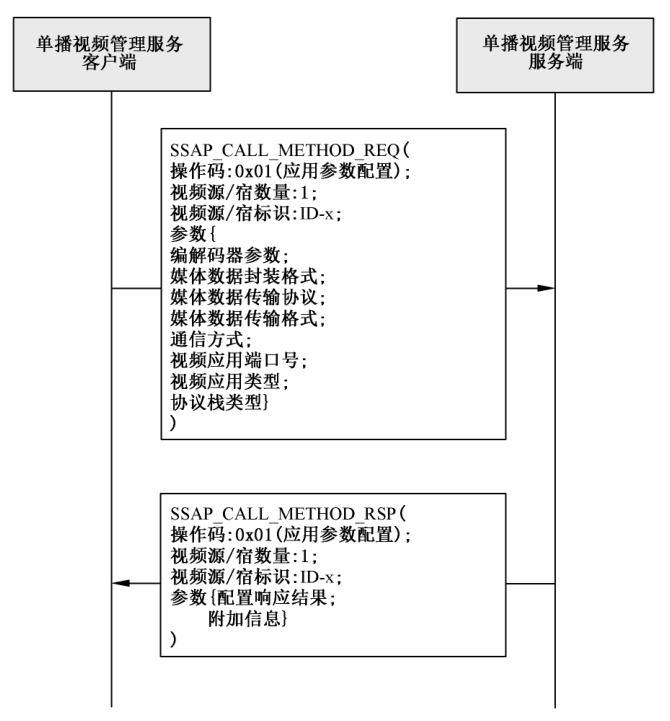 单播视频管理服务
客户端
单播视频管理服务
服务端
SSAP_CALL_METHOD_REQ(
操作码:0x01(应用参数配置);
视频源/宿数量:1;
视频源/宿标识:ID-x;
参数{
编解码器参数;
媒体数据封装格式;
媒体数据传输协议;
媒体数据传输格式;
通信方式;
视频应用端口号;
视频应用类型;
协议栈类型}
)
SSAP_CALL_METHOD_RSP(
操作码:0x01(应用参数配置);
视频源/宿数量:1;
视频源/宿标识:ID-x;
参数{配置响应结果;
附加信息}
)